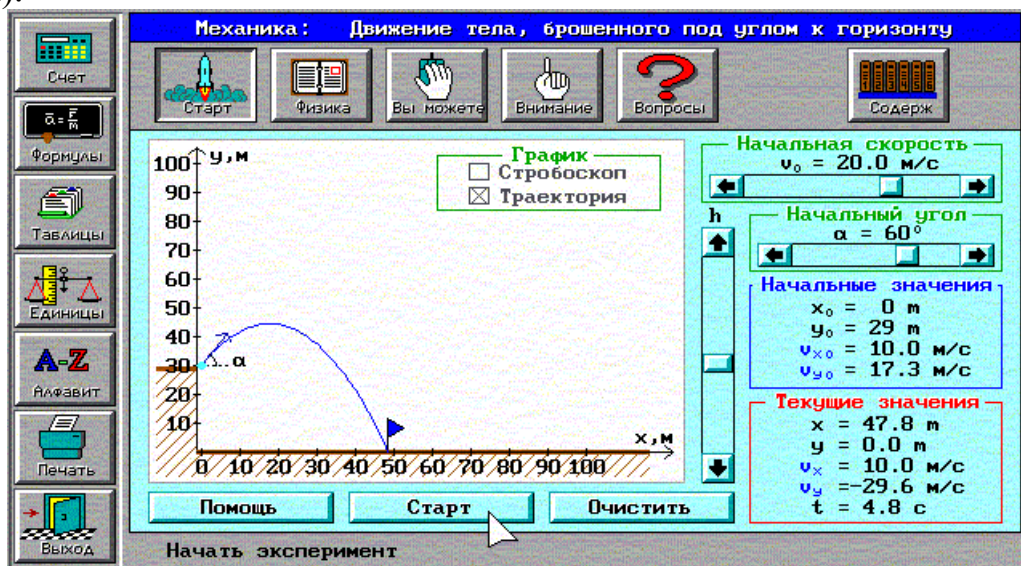 ).
Механика: Движение тела, брошенного под углом к горизонту
Счет
Формулы
ā = F̄/m
Таблицы
Единицы
A-Z
Алфавит
Печать
Выход
Старт
Физика
Вы можете
Внимание
Вопросы
Содерж
y,м
100
90
80
70
60
50
40
30
20
10
α
x,м
0 10 20 30 40 50 60 70 80 90 100
График
Стробоскоп
Траектория
h
Начальная скорость
v₀ = 20.0 м/с
Начальный угол
α = 60°
Начальные значения
x₀ = 0 m
y₀ = 29 m
vₓ₀ = 10.0 м/с
vy₀ = 17.3 м/с
Текущие значения
x = 47.8 m
y = 0.0 m
vₓ = 10.0 м/с
vy =-29.6 м/с
t = 4.8 с
Помощь
Старт
Очистить
Начать эксперимент